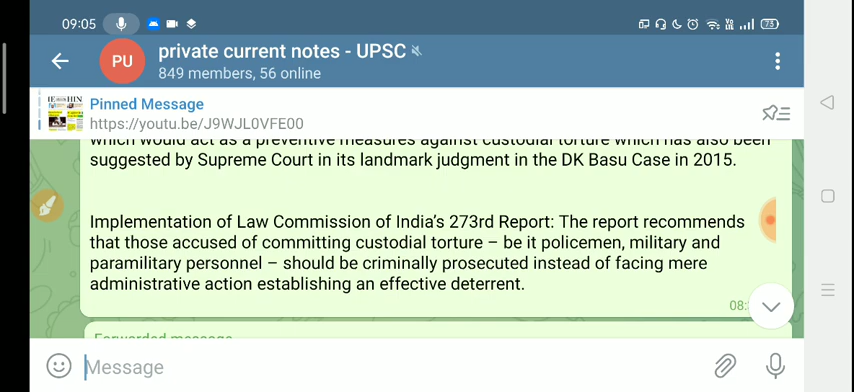 09:05
73
PU
private current notes - UPSC
849 members, 56 online
Pinned Message
https://youtu.be/J9WJL0VFE00
which would act as a preventive measures against custodial torture which has also been
suggested by Supreme Court in its landmark judgment in the DK Basu Case in 2015.
Implementation of Law Commission of India's 273rd Report: The report recommends
that those accused of committing custodial torture – be it policemen, military and
paramilitary personnel – should be criminally prosecuted instead of facing mere
administrative action establishing an effective deterrent.
Forwarded message
Message